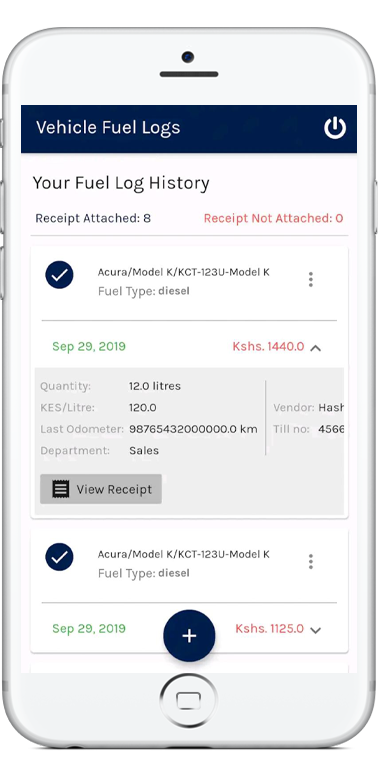 Vehicle Fuel Logs
Your Fuel Log History
Receipt Attached: 8 Receipt Not Attached: 0
Acura/Model K/KCT-123U-Model K
Fuel Type: diesel
Sep 29, 2019 Kshs. 1440.0
Quantity: 12.0 litres
KES/Litre: 120.0 Vendor: Hash
Last Odometer: 98765432000000.0 km Till no: 4566
Department: Sales
View Receipt
Acura/Model K/KCT-123U-Model K
Fuel Type: diesel
Sep 29, 2019 + Kshs. 1125.0